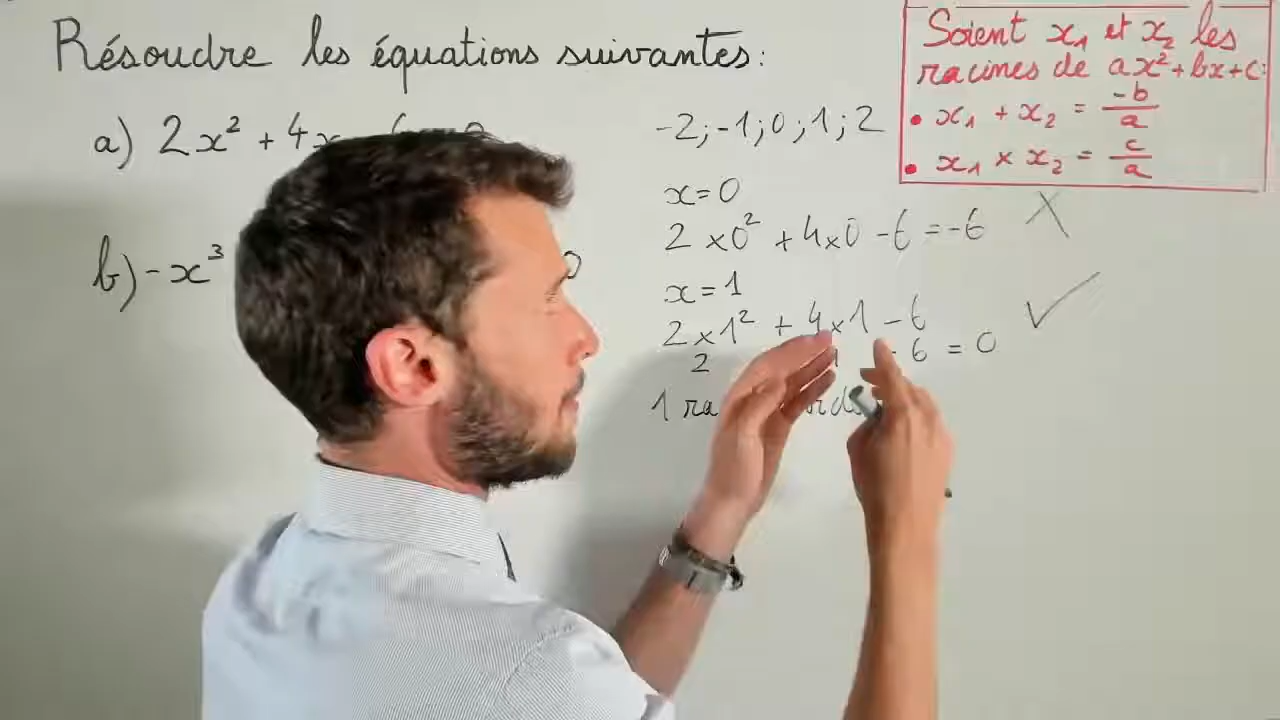 Résoudre les équations suivantes :
a) 2x² + 4x
b) -x³
-2 ; -1 ; 0 ; 1 ; 2
x = 0
2 × 0² + 4 × 0 - 6 = -6
x = 1
2 × 1² + 4 × 1 - 6
2 - 6 = 0
1
Soient x₁ et x₂ les
racines de ax² + bx + c :
• x₁ + x₂ = -b/a
• x₁ × x₂ = c/a